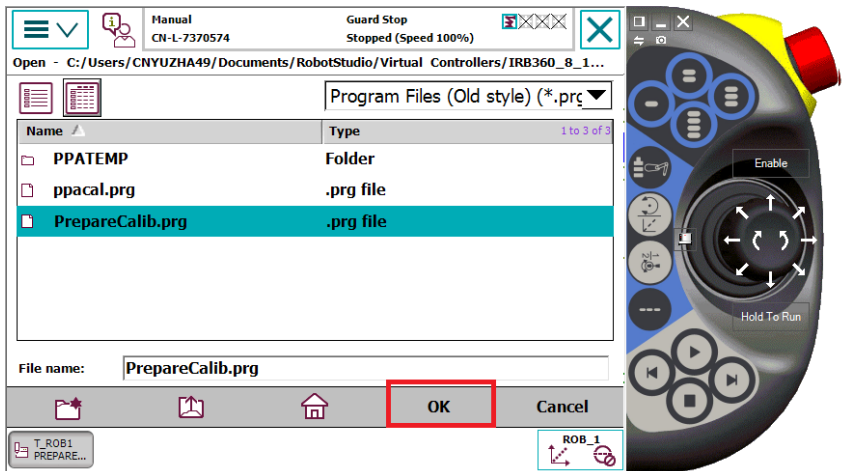 Manual
CN-L-7370574
Guard Stop
Stopped (Speed 100%)
Open - C:/Users/CNYUZHA49/Documents/RobotStudio/Virtual Controllers/IRB360_8_1...
Program Files (Old style) (*.prg
Name Type 1 to 3 of 3
PPATEMP Folder
ppacal.prg .prg file
PrepareCalib.prg .prg file
File name: PrepareCalib.prg
OK Cancel
T_ROB1
PREPARE...
ROB_1
Enable
Hold To Run